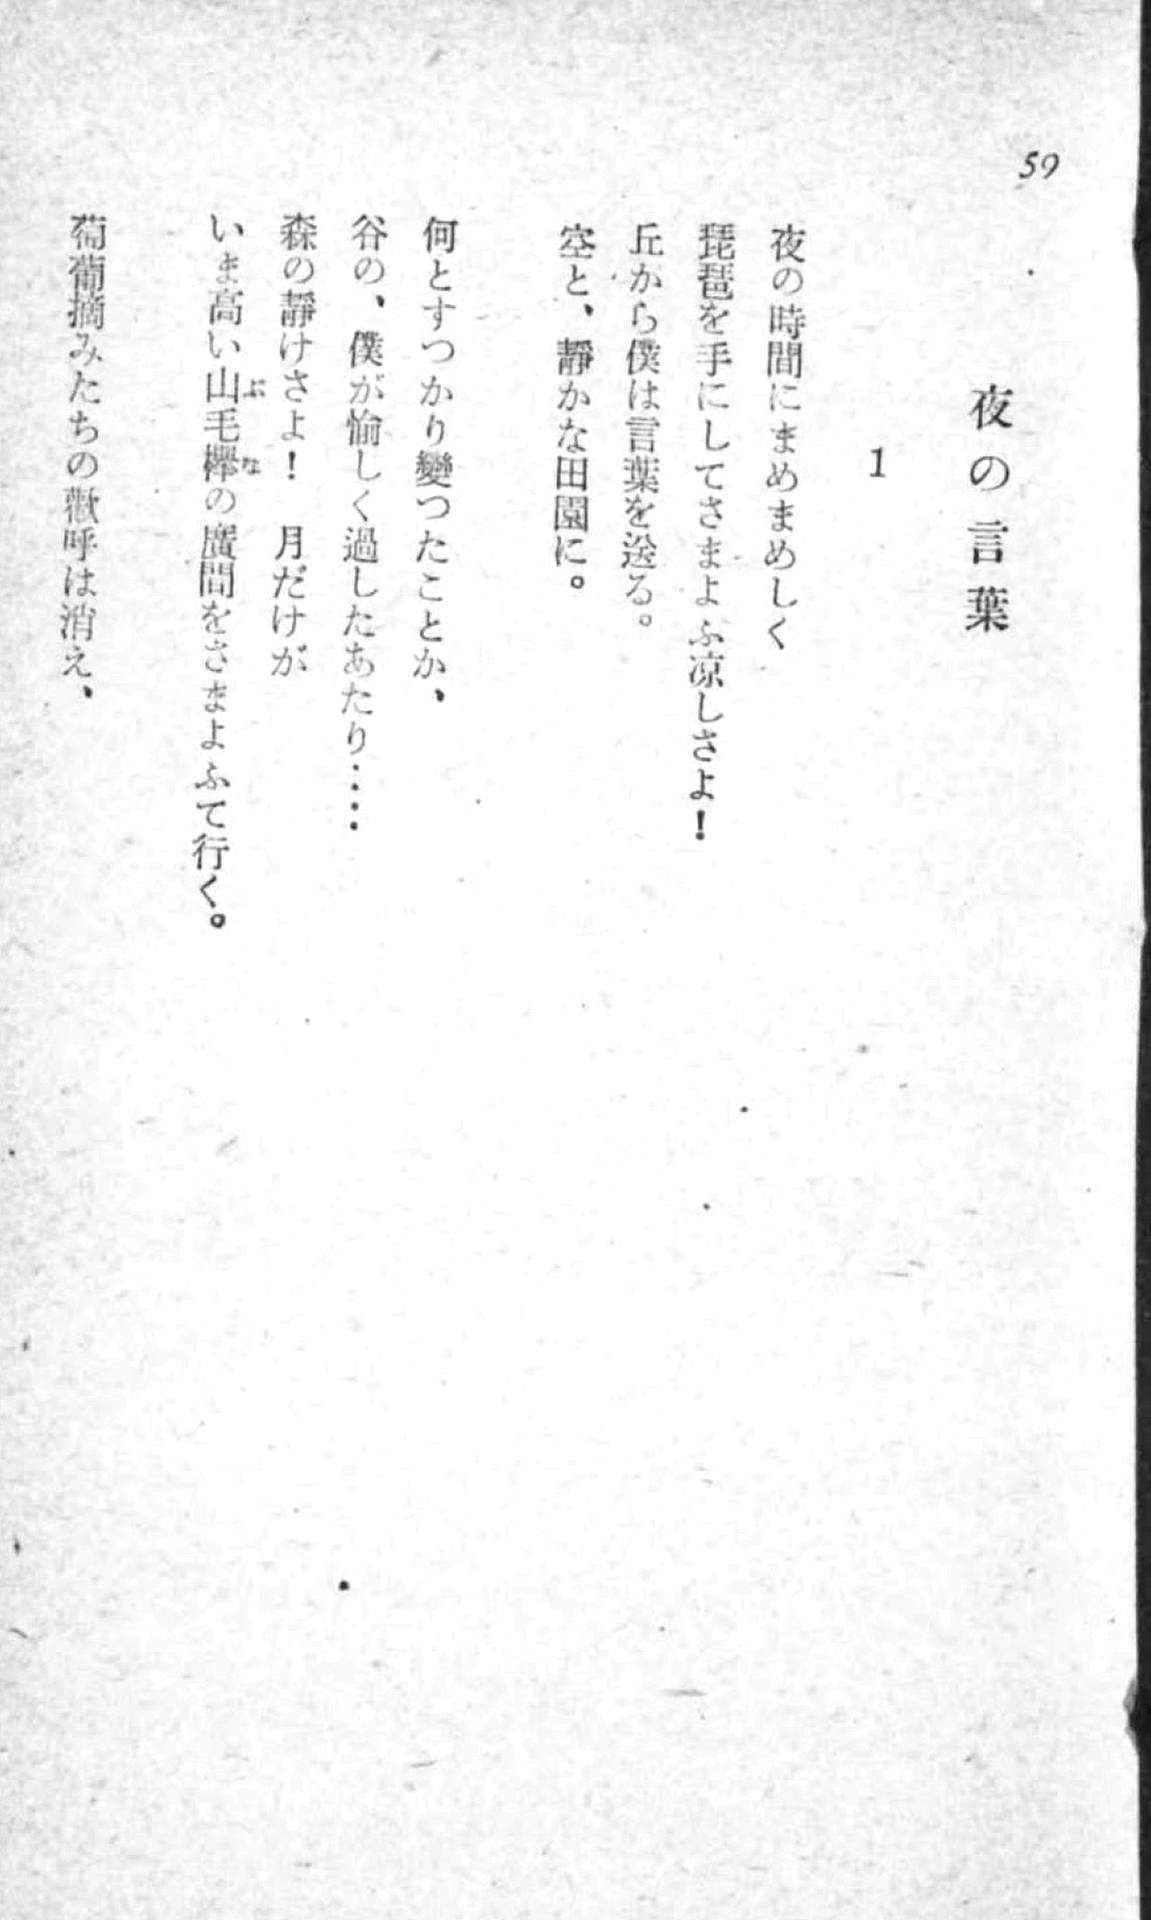 59
夜の言葉
1
夜の時間にまめまめしく
琵琶を手にしてさまよふ凉しさよ！
丘から僕は言葉を送る。
空と、靜かな田園に。
何とすつかり變つたことか、
谷の、僕が愉しく過したあたり‥‥
森の靜けさよ！　月だけが
いま高い山毛欅の廣間をさまよふて行く。
ぶな
葡萄摘みたちの歡呼は消え、